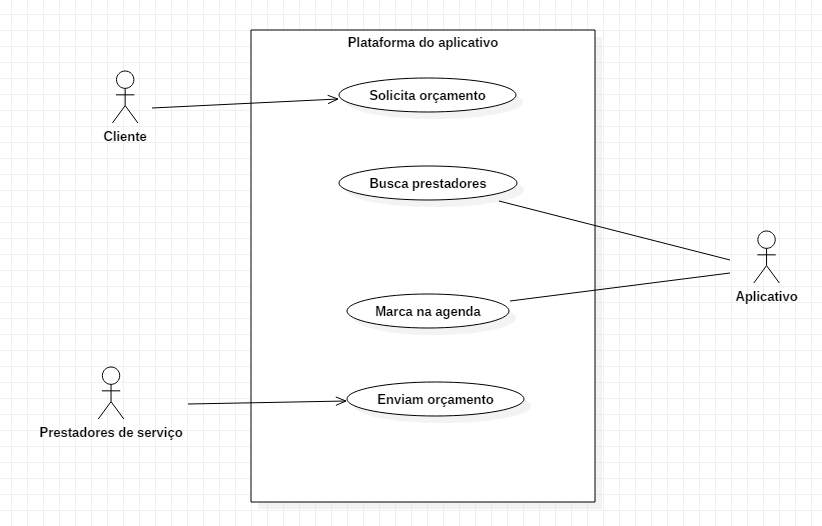 Plataforma do aplicativo
Solicita orçamento
Cliente
Busca prestadores
Aplicativo
Marca na agenda
Enviam orçamento
Prestadores de serviço